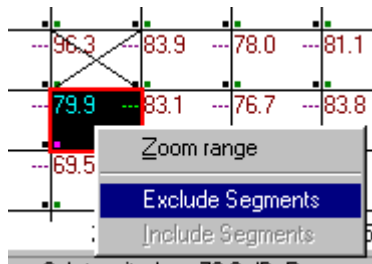 --- 96.3 --- 83.9 --- 78.0 --- 81.1
--- 79.9 --- 83.1 --- 76.7 --- 83.8
--- 69.5
Zoom range
Exclude Segments
Include Segments